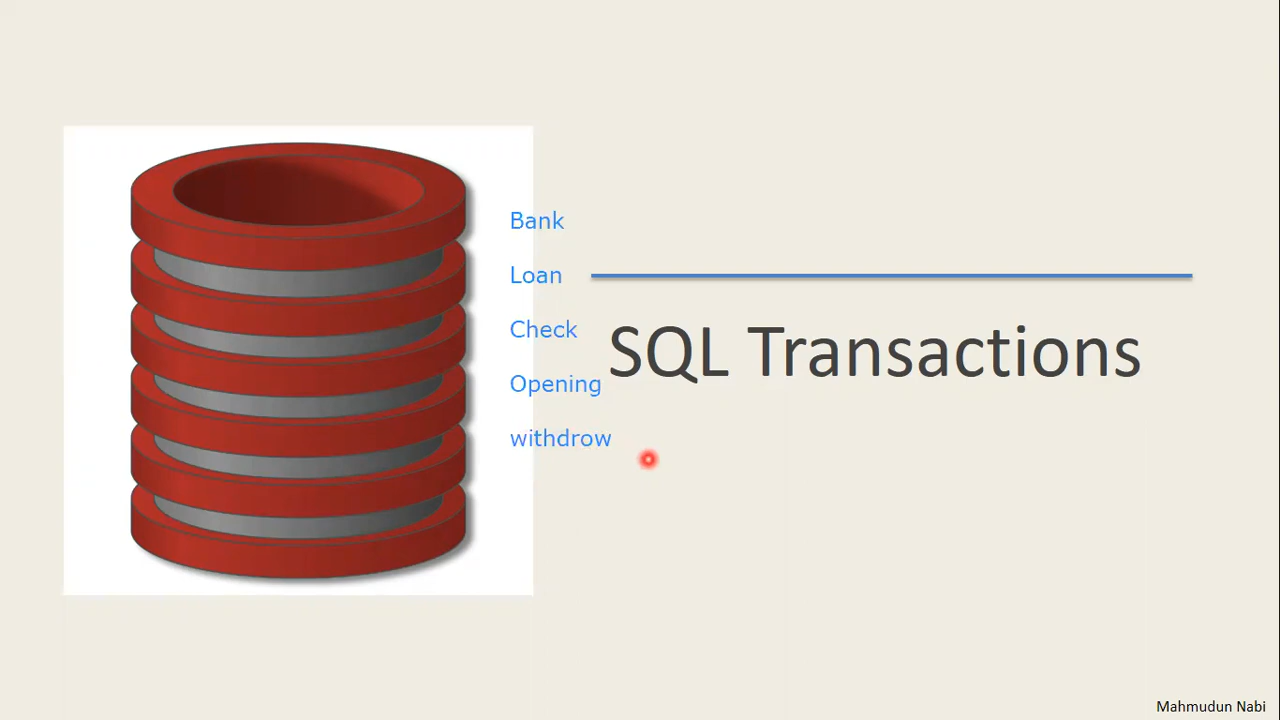 Bank
Loan
Check
Opening
withdrow
SQL Transactions
Mahmudun Nabi